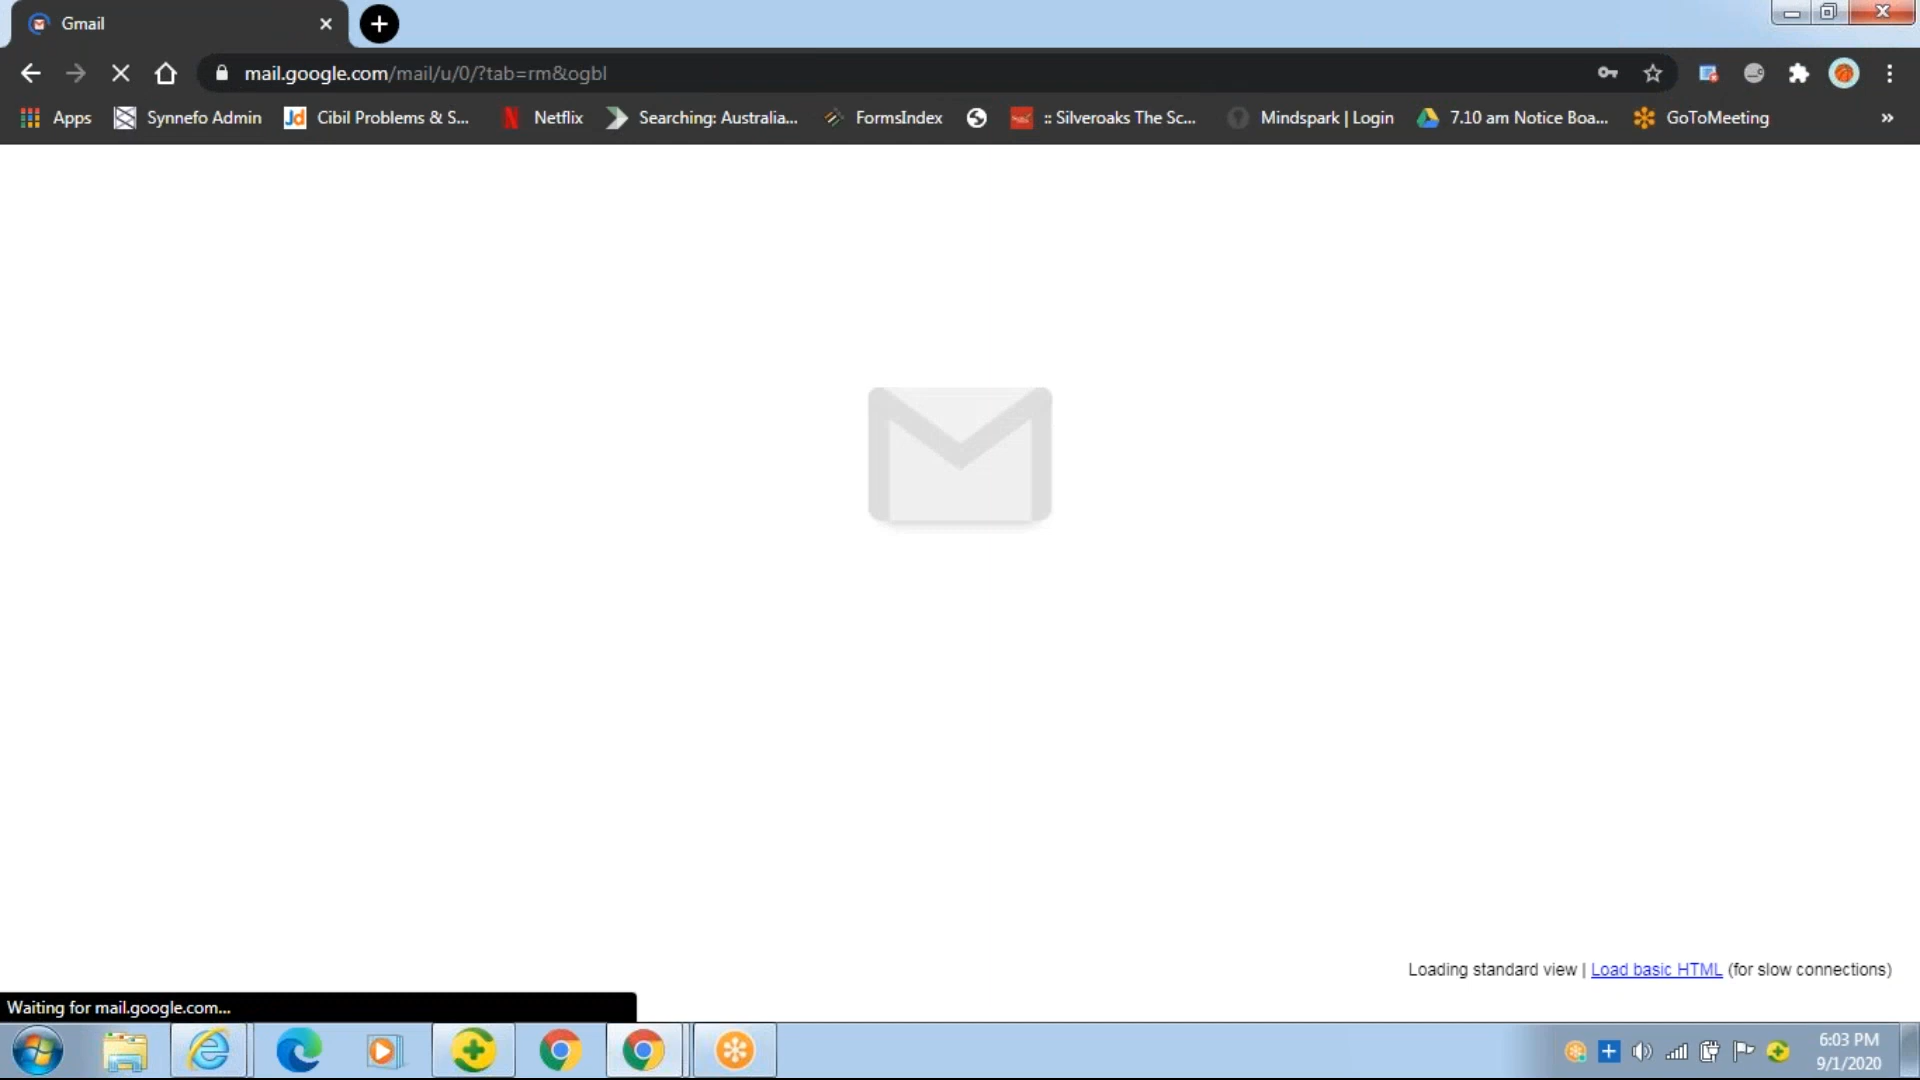 Gmail
mail.google.com/mail/u/0/?tab=rm&ogbl
Apps
Synnefo Admin
Jd
Cibil Problems & S...
Netflix
Searching: Australia...
FormsIndex
:: Silveroaks The Sc...
Mindspark | Login
7.10 am Notice Boa...
GoToMeeting
»
Loading standard view | Load basic HTML (for slow connections)
Waiting for mail.google.com...
6:03 PM
9/1/2020